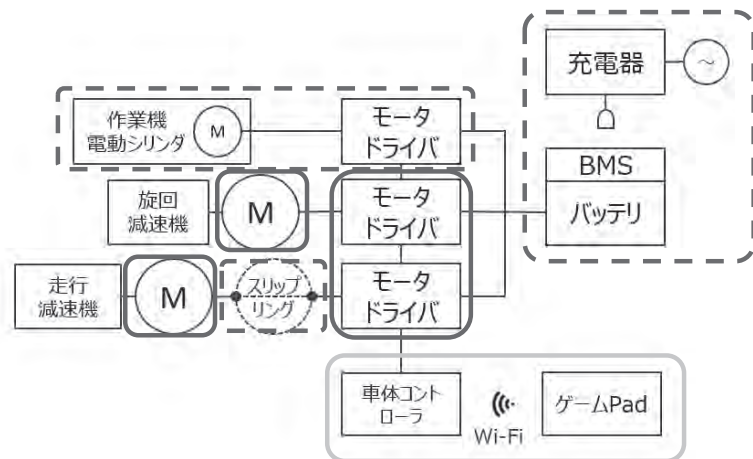 充電器
～
作業機
電動シリンダ
M
モータ
ドライバ
BMS
バッテリ
旋回
減速機
M
モータ
ドライバ
走行
減速機
M
スリップ
リング
モータ
ドライバ
車体コント
ローラ
Wi-Fi
ゲームPad